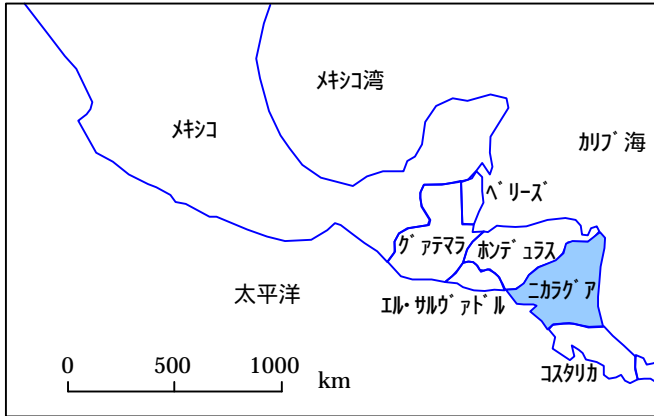 メキシコ湾
メキシコ
カリブ海
ベリーズ
グァテマラ
ホンデュラス
ニカラグア
エル・サルヴァドル
太平洋
コスタリカ
0 500 1000 km